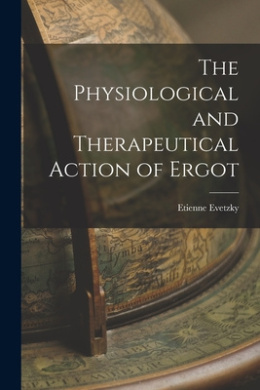 The
Physiological
and
Therapeutical
Action of Ergot
Etienne Evetzky